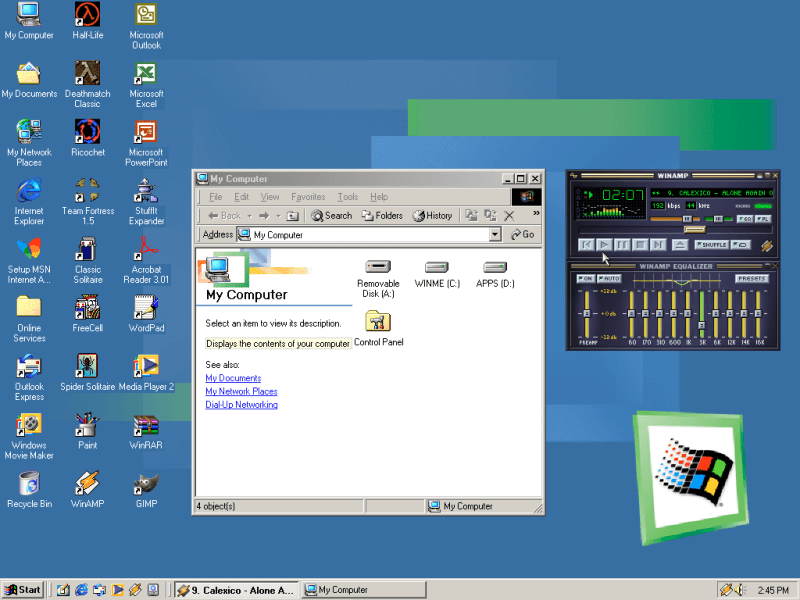 My Computer
Half-Life
Microsoft
Outlook
My Documents
Deathmatch
Classic
Microsoft
Excel
My Network
Places
Ricochet
Microsoft
PowerPoint
Internet
Explorer
Team Fortress
1.5
StuffIt
Expander
Setup MSN
Internet A...
Classic
Solitaire
Acrobat
Reader 3.01
Online
Services
FreeCell
WordPad
Outlook
Express
Spider Solitaire
Media Player 2
Windows
Movie Maker
Paint
WinRAR
Recycle Bin
WinAMP
GIMP
My Computer
File Edit View Favorites Tools Help
Back Search Folders History »
Address My Computer Go
My Computer
Select an item to view its description.
Displays the contents of your computer
See also:
My Documents
My Network Places
Dial-Up Networking
Removable
Disk (A:)
WINME (C:)
APPS (D:)
Control Panel
4 object(s) My Computer
WINAMP
02:07
9. CALEXICO - ALONE AGAIN O
192 kbps 44 kHz MONO STEREO
EQ PL
SHUFFLE
WINAMP EQUALIZER
ON AUTO PRESETS
+12db
+0db
-12db
PREAMP 60 170 310 600 1K 3K 6K 12K 14K 16K
Start 9. Calexico - Alone A... My Computer 2:45 PM